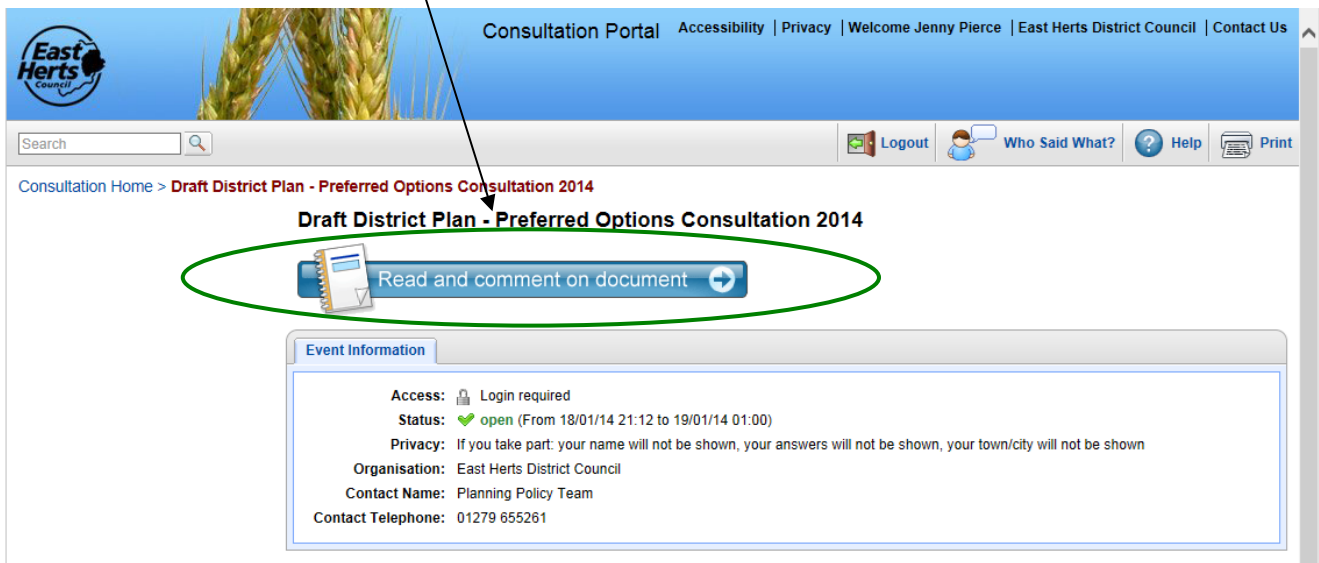 East
Herts
Council
Consultation Portal
Accessibility | Privacy | Welcome Jenny Pierce | East Herts District Council | Contact Us
Search
Logout
Who Said What?
Help
Print
Consultation Home > Draft District Plan - Preferred Options Consultation 2014
Draft District Plan - Preferred Options Consultation 2014
Read and comment on document
Event Information
Access: Login required
Status: open (From 18/01/14 21:12 to 19/01/14 01:00)
Privacy: If you take part: your name will not be shown, your answers will not be shown, your town/city will not be shown
Organisation: East Herts District Council
Contact Name: Planning Policy Team
Contact Telephone: 01279 655261